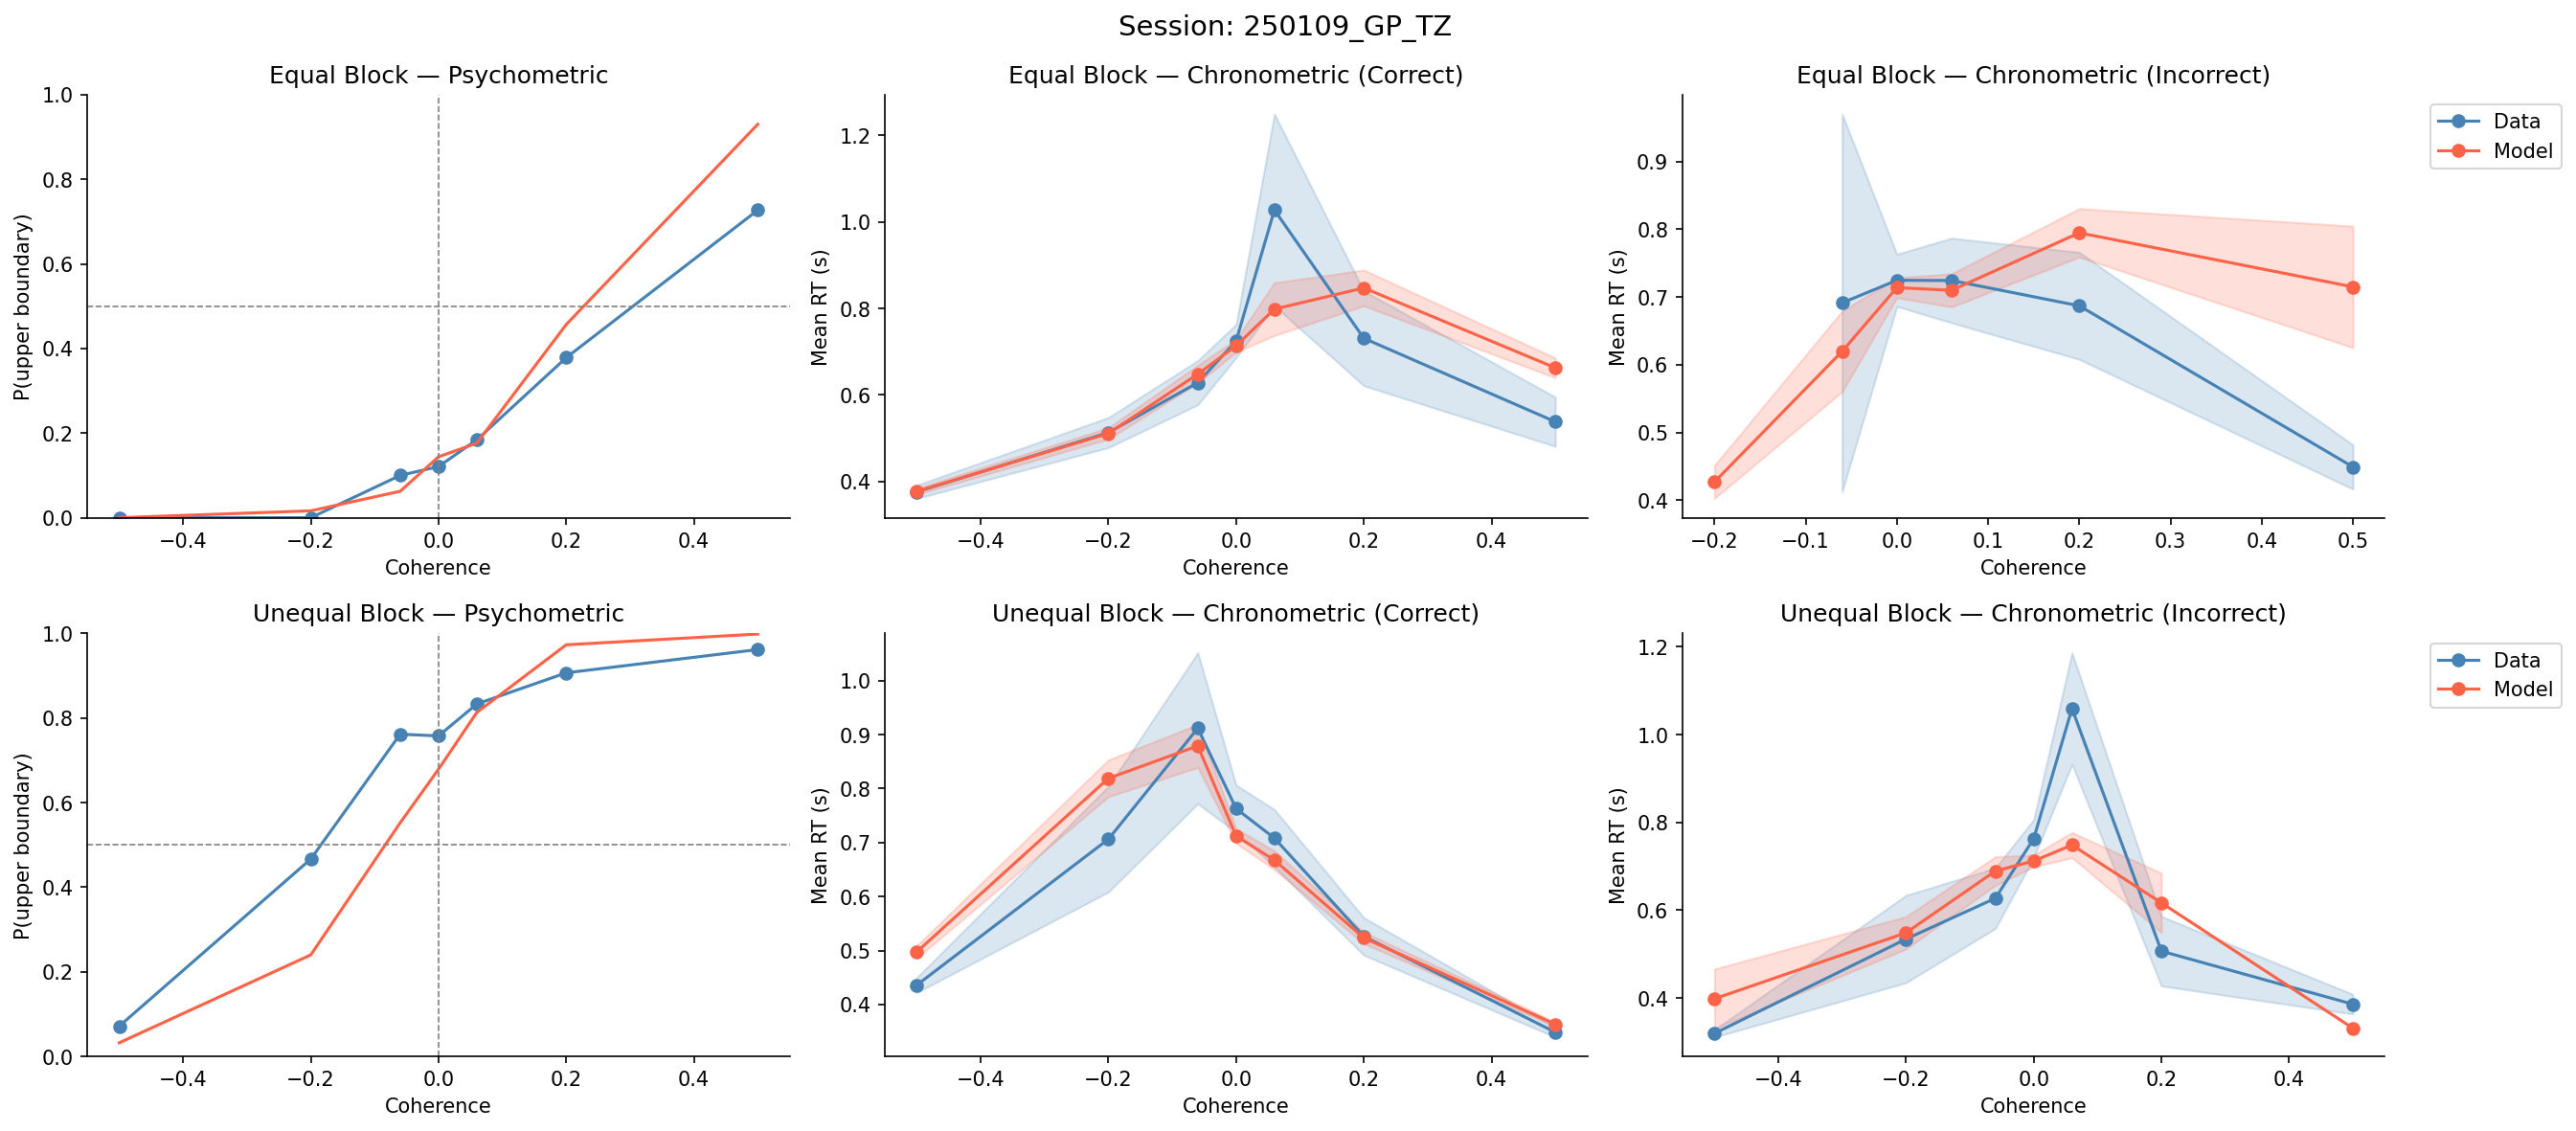 Session: 250109_GP_TZ
Equal Block — Psychometric
P(upper boundary)
1.0
0.8
0.6
0.4
0.2
0.0
−0.4 −0.2 0.0 0.2 0.4
Coherence
Equal Block — Chronometric (Correct)
Mean RT (s)
1.2
1.0
0.8
0.6
0.4
−0.4 −0.2 0.0 0.2 0.4
Coherence
Equal Block — Chronometric (Incorrect)
Mean RT (s)
0.9
0.8
0.7
0.6
0.5
0.4
−0.2 −0.1 0.0 0.1 0.2 0.3 0.4 0.5
Coherence
Data
Model
Unequal Block — Psychometric
P(upper boundary)
1.0
0.8
0.6
0.4
0.2
0.0
−0.4 −0.2 0.0 0.2 0.4
Coherence
Unequal Block — Chronometric (Correct)
Mean RT (s)
1.0
0.9
0.8
0.7
0.6
0.5
0.4
−0.4 −0.2 0.0 0.2 0.4
Coherence
Unequal Block — Chronometric (Incorrect)
Mean RT (s)
1.2
1.0
0.8
0.6
0.4
−0.4 −0.2 0.0 0.2 0.4
Coherence
Data
Model